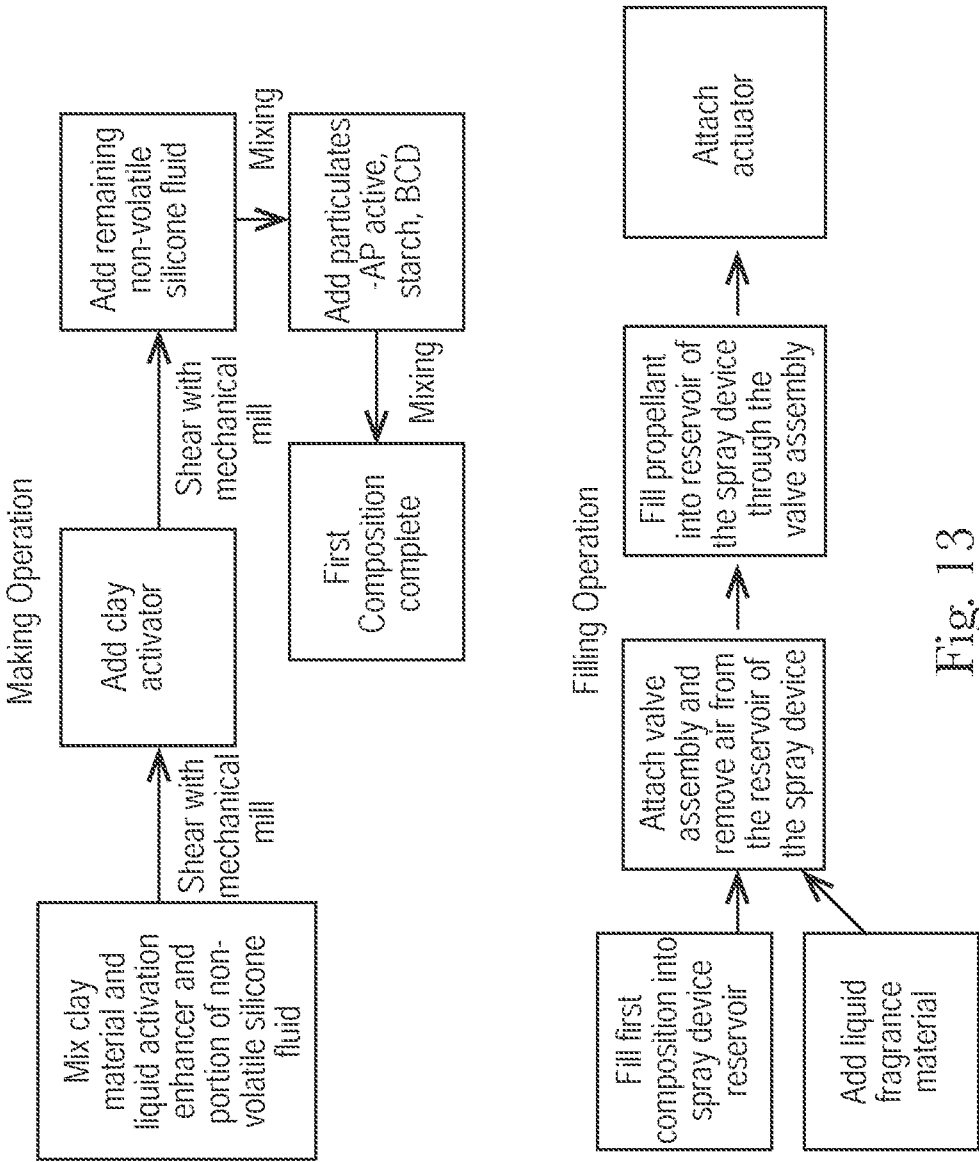 Making Operation
Mix clay
material and
liquid activation
enhancer and
portion of non-
volatile silicone
fluid
Shear with
mechanical
mill
Add clay
activator
Shear with
mechanical
mill
Add remaining
non-volatile
silicone fluid
Mixing
Add particulates
-AP active,
starch, BCD
Mixing
First
Composition
complete
Filling Operation
Fill first
composition into
spray device
reservoir
Add liquid
fragrance
material
Attach valve
assembly and
remove air from
the reservoir of
the spray device
Fill propellant
into reservoir of
the spray device
through the
valve assembly
Attach
actuator
Fig. 13